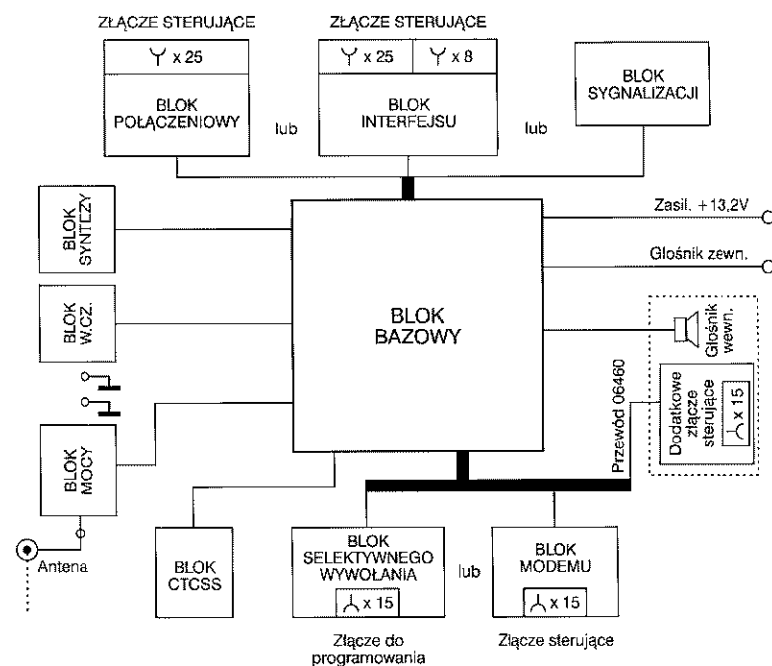 ZŁĄCZE STERUJĄCE
x 25
BLOK
POŁĄCZENIOWY
lub
ZŁĄCZE STERUJĄCE
x 25
x 8
BLOK
INTERFEJSU
lub
BLOK
SYGNALIZACJI
BLOK
SYNTEZY
BLOK
W.CZ.
BLOK
MOCY
Antena
BLOK
BAZOWY
Zasil. +13,2V
Głośnik zewn.
Głośnik
wewn.
Przewód 06460
Dodatkowe
złącze
sterujące
x 15
BLOK
CTCSS
BLOK
SELEKTYWNEGO
WYWOŁANIA
x 15
Złącze do
programowania
lub
BLOK
MODEMU
x 15
Złącze sterujące